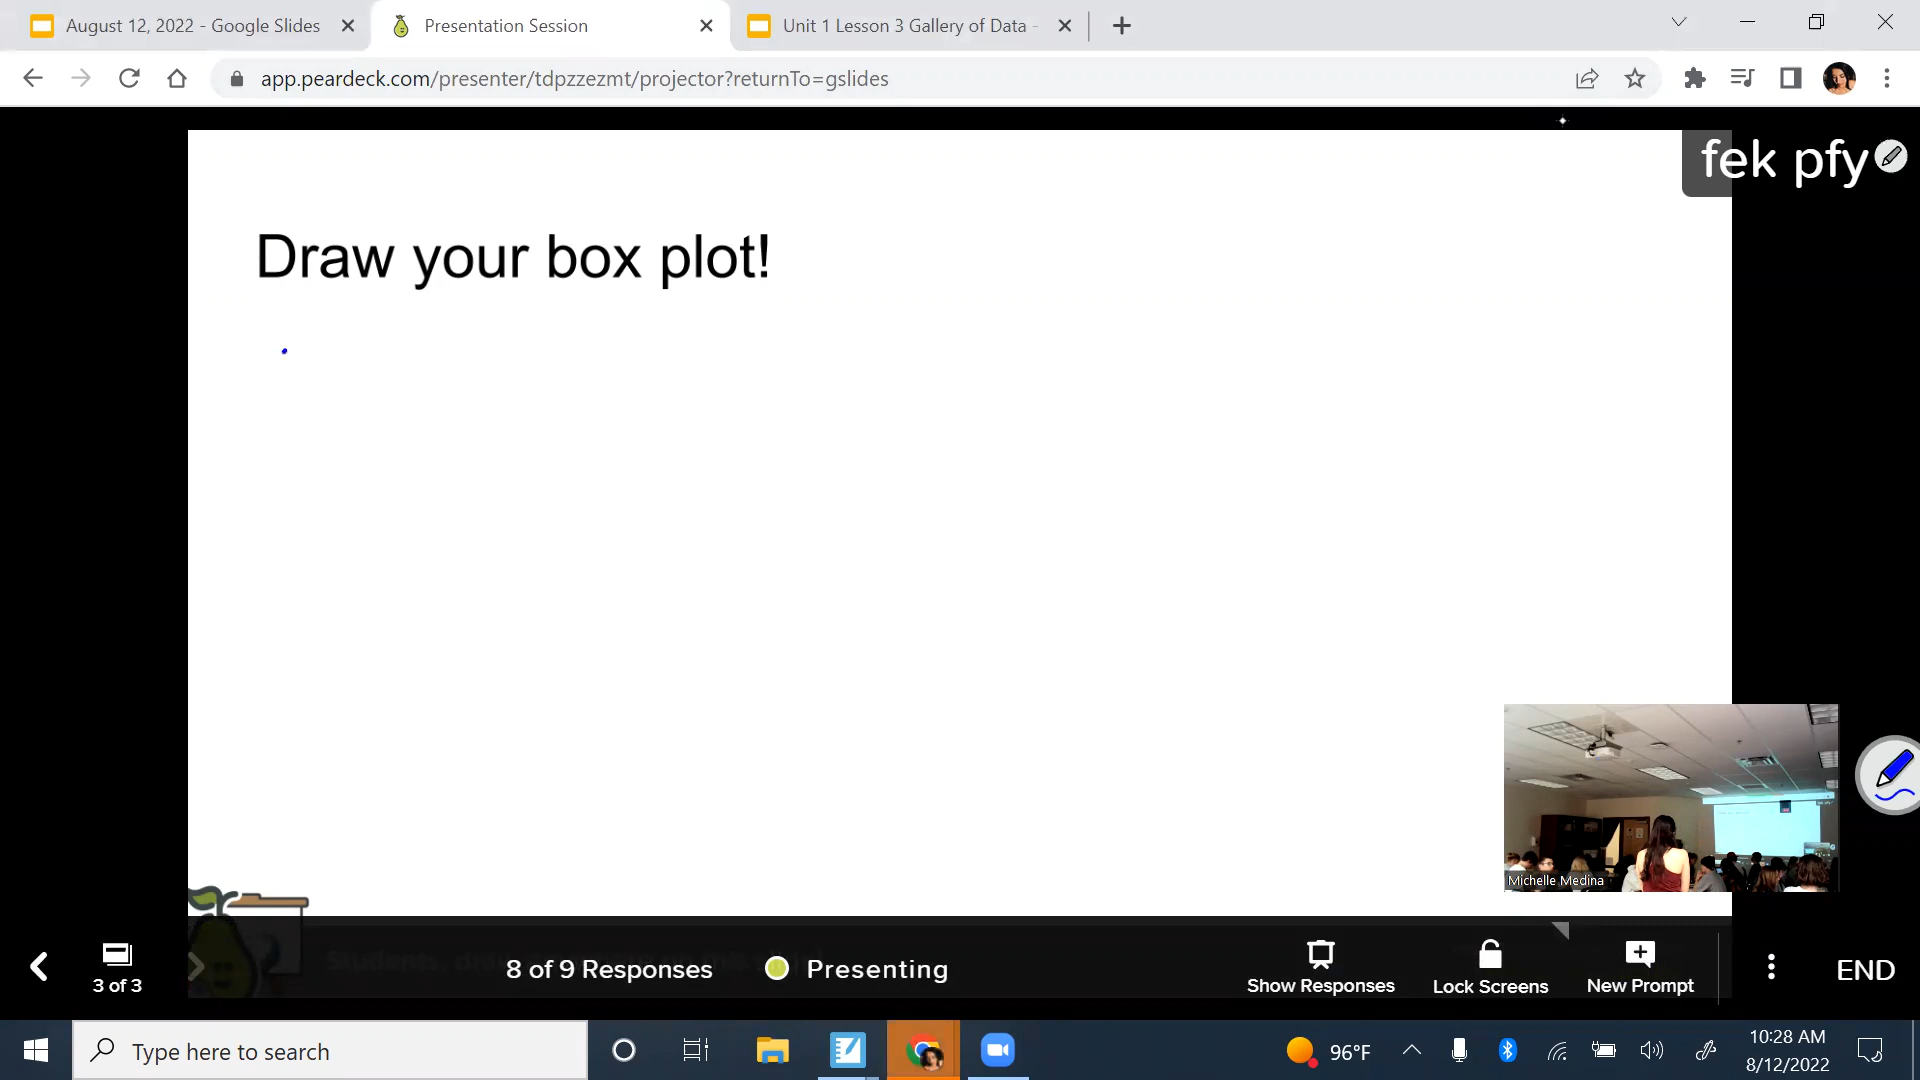 August 12, 2022 - Google Slides
Presentation Session
Unit 1 Lesson 3 Gallery of Data -
app.peardeck.com/presenter/tdpzzezmt/projector?returnTo=gslides
fek pfy
Draw your box plot!
Michelle Medina
3 of 3
8 of 9 Responses
Presenting
Show Responses
Lock Screens
New Prompt
END
Type here to search
96°F
10:28 AM
8/12/2022